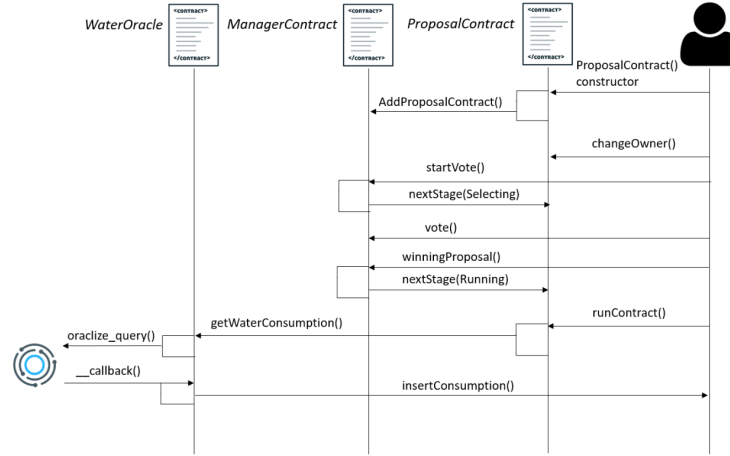 <CONTRACT>
<CONTRACT>
<CONTRACT>
WaterOracle
ManagerContract
ProposalContract
</CONTRACT>
</CONTRACT>
</CONTRACT>
ProposalContract()
constructor
AddProposalContract()
changeOwner()
startVote()
nextStage(Selecting)
vote()
winningProposal()
nextStage(Running)
runContract()
getWaterConsumption()
oraclize_query()
__callback()
insertConsumption()